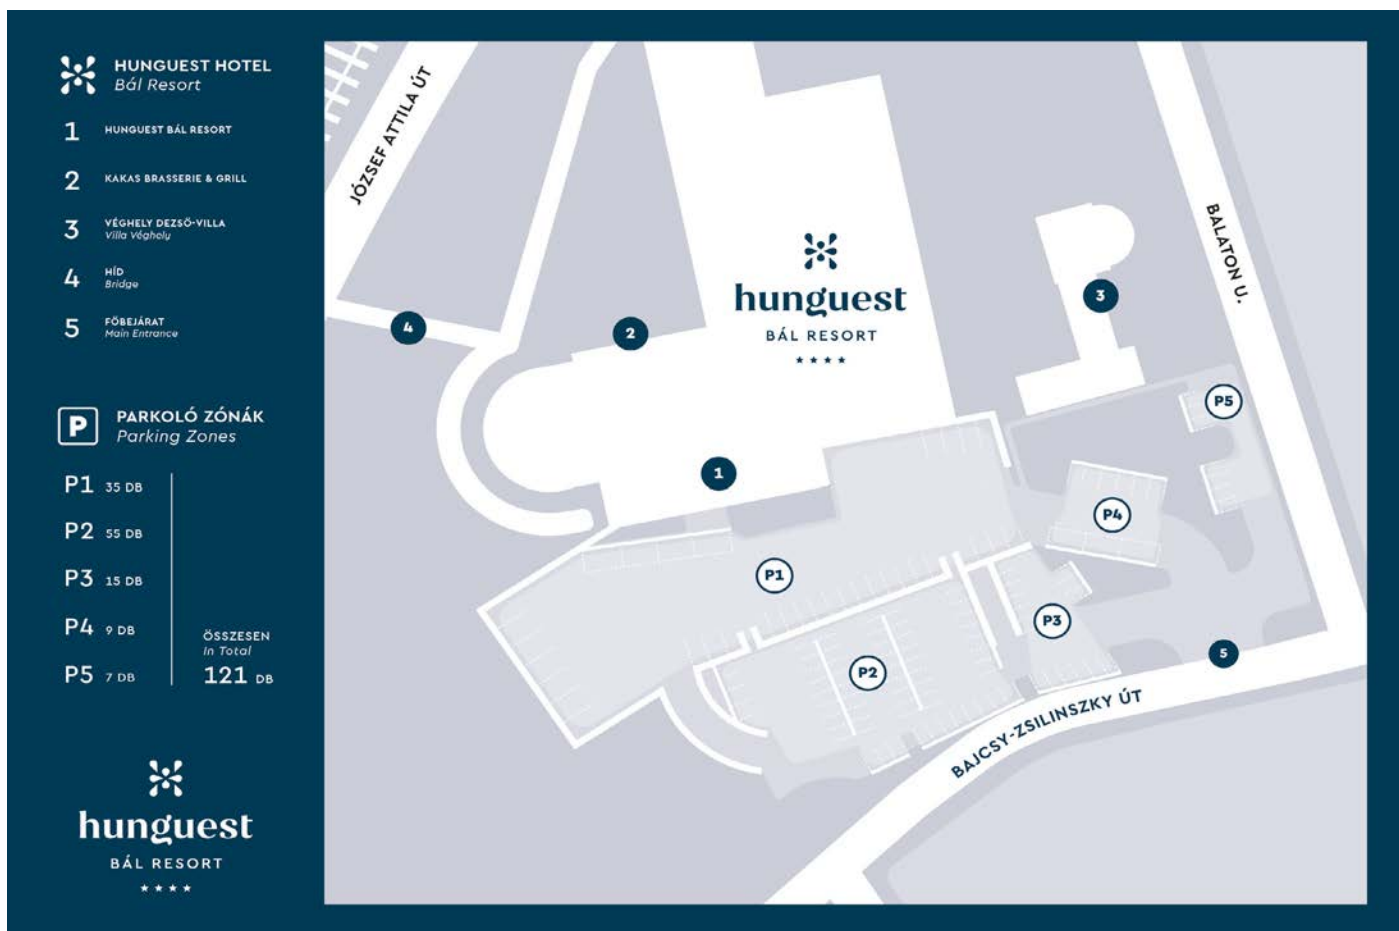 HUNGUEST HOTEL
Bál Resort
1 HUNGUEST BÁL RESORT
2 KAKAS BRASSERIE & GRILL
3 VÉGHELY DEZSŐ-VILLA
Villa Véghely
4 HÍD
Bridge
5 FŐBEJÁRAT
Main Entrance
P PARKOLÓ ZÓNÁK
Parking Zones
P1 35 DB
P2 55 DB
P3 15 DB
P4 9 DB
P5 7 DB
ÖSSZESEN
In Total
121 DB
hunguest
BÁL RESORT
JÓZSEF ATTILA ÚT
BALATON U.
hunguest
BÁL RESORT
3
4
2
P5
1
P4
P1
P3
5
P2
BAJCSY-ZSILINSZKY ÚT